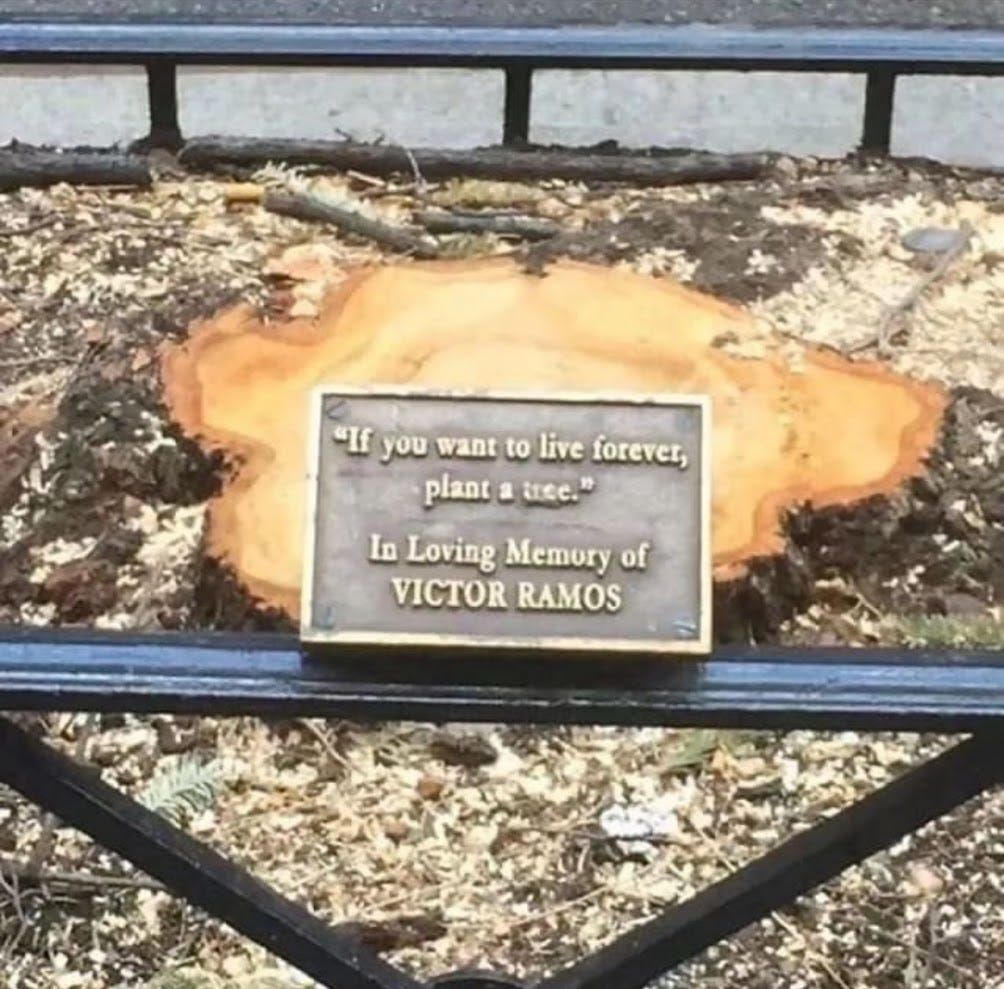 “If you want to live forever,
plant a tree.”
In Loving Memory of
VICTOR RAMOS